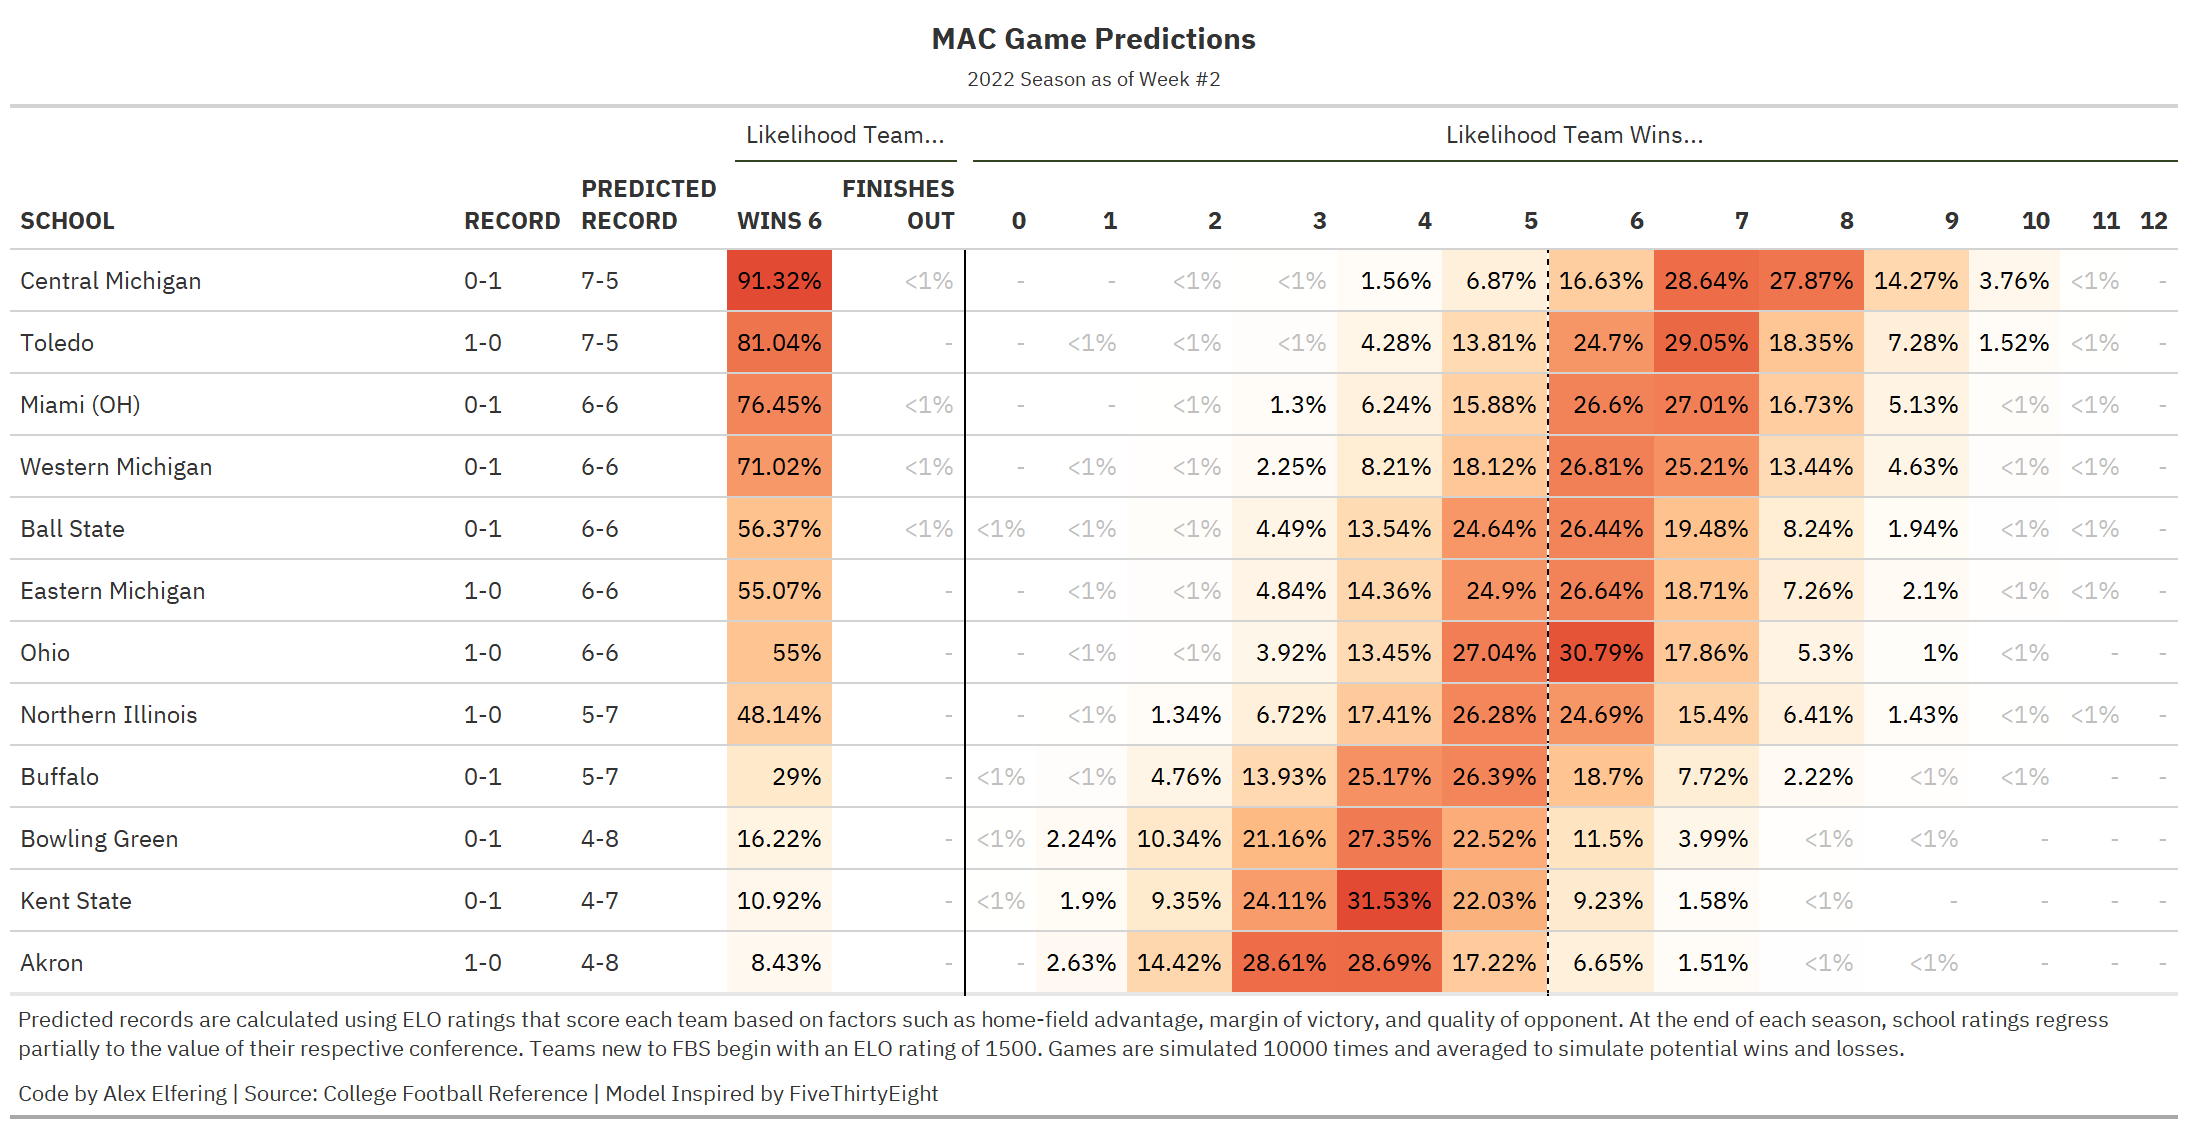 MAC Game Predictions
2022 Season as of Week #2
Likelihood Team... Likelihood Team Wins...
SCHOOL RECORD PREDICTED RECORD WINS 6 FINISHES OUT 0 1 2 3 4 5 6 7 8 9 10 11 12
Central Michigan 0-1 7-5 91.32% <1% - - <1% <1% 1.56% 6.87% 16.63% 28.64% 27.87% 14.27% 3.76% <1% -
Toledo 1-0 7-5 81.04% - - <1% <1% <1% 4.28% 13.81% 24.7% 29.05% 18.35% 7.28% 1.52% <1% -
Miami (OH) 0-1 6-6 76.45% <1% - - <1% 1.3% 6.24% 15.88% 26.6% 27.01% 16.73% 5.13% <1% <1% -
Western Michigan 0-1 6-6 71.02% <1% - <1% <1% 2.25% 8.21% 18.12% 26.81% 25.21% 13.44% 4.63% <1% <1% -
Ball State 0-1 6-6 56.37% <1% <1% <1% <1% 4.49% 13.54% 24.64% 26.44% 19.48% 8.24% 1.94% <1% <1% -
Eastern Michigan 1-0 6-6 55.07% - - <1% <1% 4.84% 14.36% 24.9% 26.64% 18.71% 7.26% 2.1% <1% <1% -
Ohio 1-0 6-6 55% - - <1% <1% 3.92% 13.45% 27.04% 30.79% 17.86% 5.3% 1% <1% - -
Northern Illinois 1-0 5-7 48.14% - - <1% 1.34% 6.72% 17.41% 26.28% 24.69% 15.4% 6.41% 1.43% <1% <1% -
Buffalo 0-1 5-7 29% - <1% <1% 4.76% 13.93% 25.17% 26.39% 18.7% 7.72% 2.22% <1% <1% - -
Bowling Green 0-1 4-8 16.22% - <1% 2.24% 10.34% 21.16% 27.35% 22.52% 11.5% 3.99% <1% <1% - - -
Kent State 0-1 4-7 10.92% - <1% 1.9% 9.35% 24.11% 31.53% 22.03% 9.23% 1.58% <1% - - - -
Akron 1-0 4-8 8.43% - - 2.63% 14.42% 28.61% 28.69% 17.22% 6.65% 1.51% <1% <1% - - -
Predicted records are calculated using ELO ratings that score each team based on factors such as home-field advantage, margin of victory, and quality of opponent. At the end of each season, school ratings regress
partially to the value of their respective conference. Teams new to FBS begin with an ELO rating of 1500. Games are simulated 10000 times and averaged to simulate potential wins and losses.
Code by Alex Elfering | Source: College Football Reference | Model Inspired by FiveThirtyEight